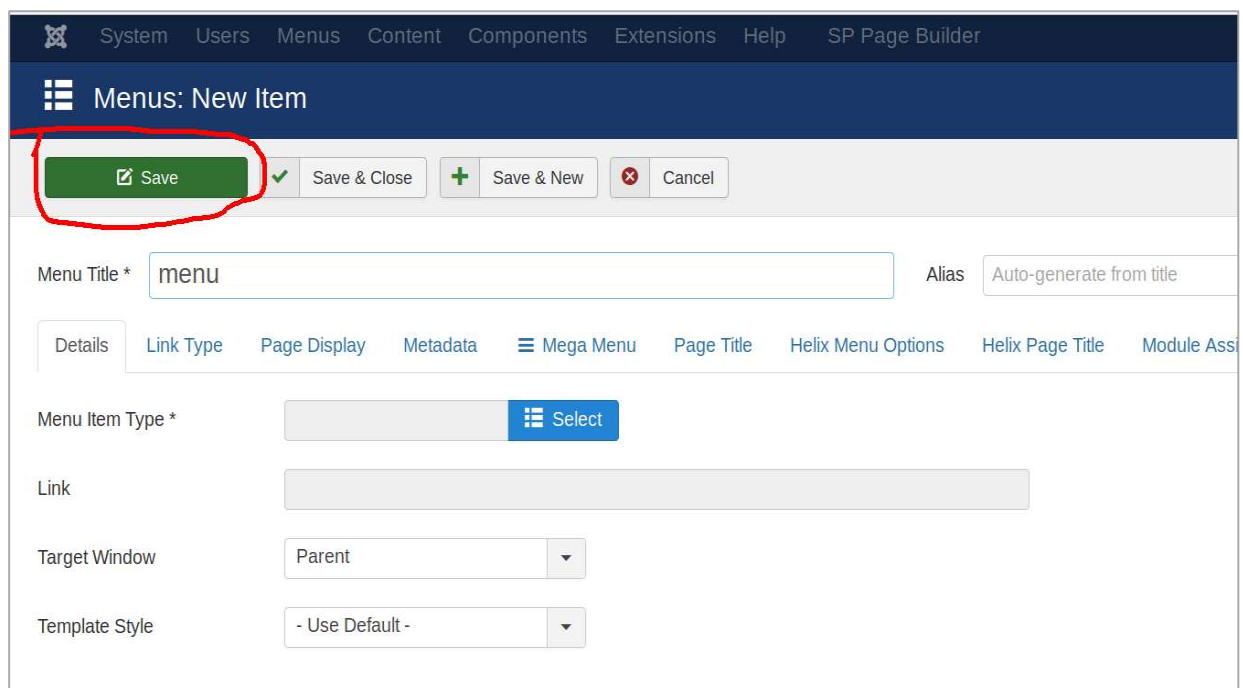 System Users Menus Content Components Extensions Help SP Page Builder
Menus: New Item
Save Save & Close Save & New Cancel
Menu Title * menu Alias Auto-generate from title
Details Link Type Page Display Metadata Mega Menu Page Title Helix Menu Options Helix Page Title Module Assi
Menu Item Type * Select
Link
Target Window Parent
Template Style - Use Default -